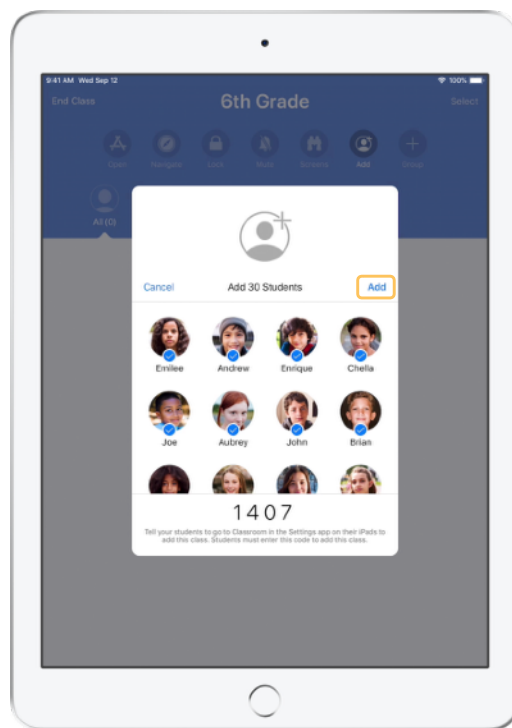 9:41 AM Wed Sep 12
100%
End Class
6th Grade
Select
Open
Navigate
Lock
Mute
Screens
Add
Group
All (0)
Cancel
Add 30 Students
Add
Emilee
Andrew
Enrique
Chella
Joe
Aubrey
John
Brian
1407
Tell your students to go to Classroom in the Settings app on their iPads to
add this class. Students must enter this code to add this class.